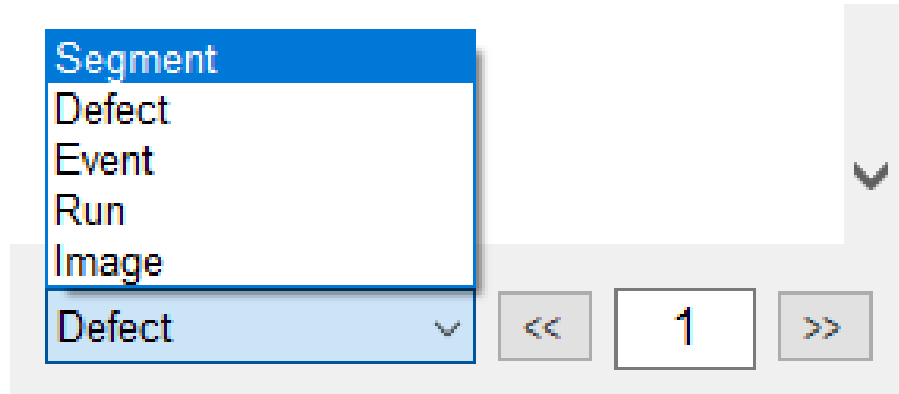 Segment
Defect
Event
Run
Image
Defect << 1 >>